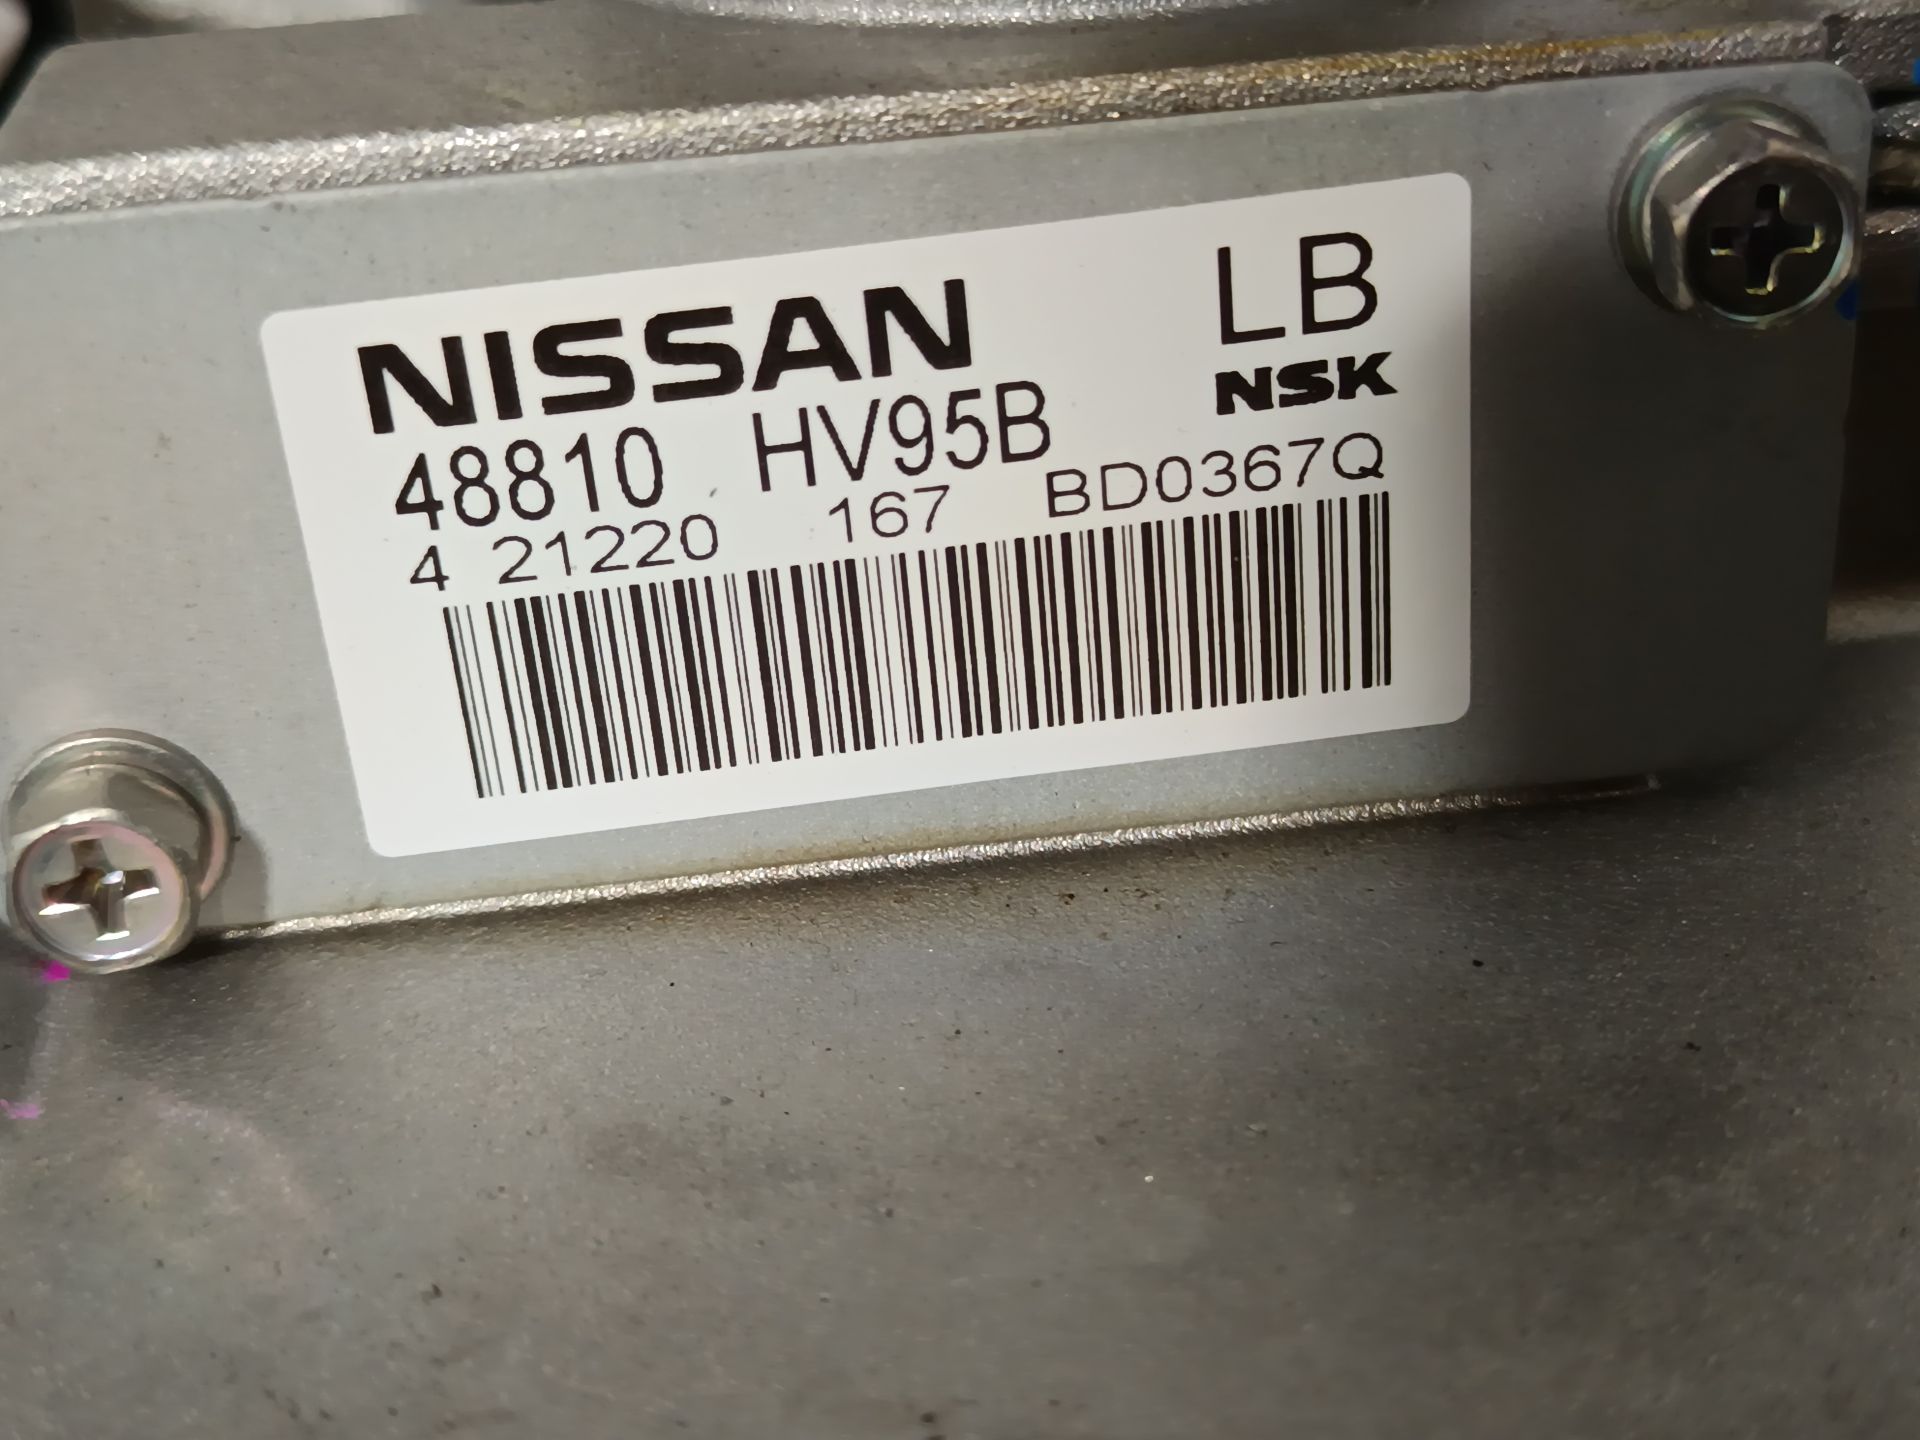 NISSAN LB
NSK
48810 HV95B
4 21220 167 BD0367Q